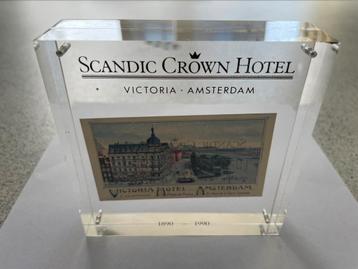 SCANDIC CROWN HOTEL
VICTORIA · AMSTERDAM
VICTORIA HOTEL AMSTERDAM
1890 — 1990